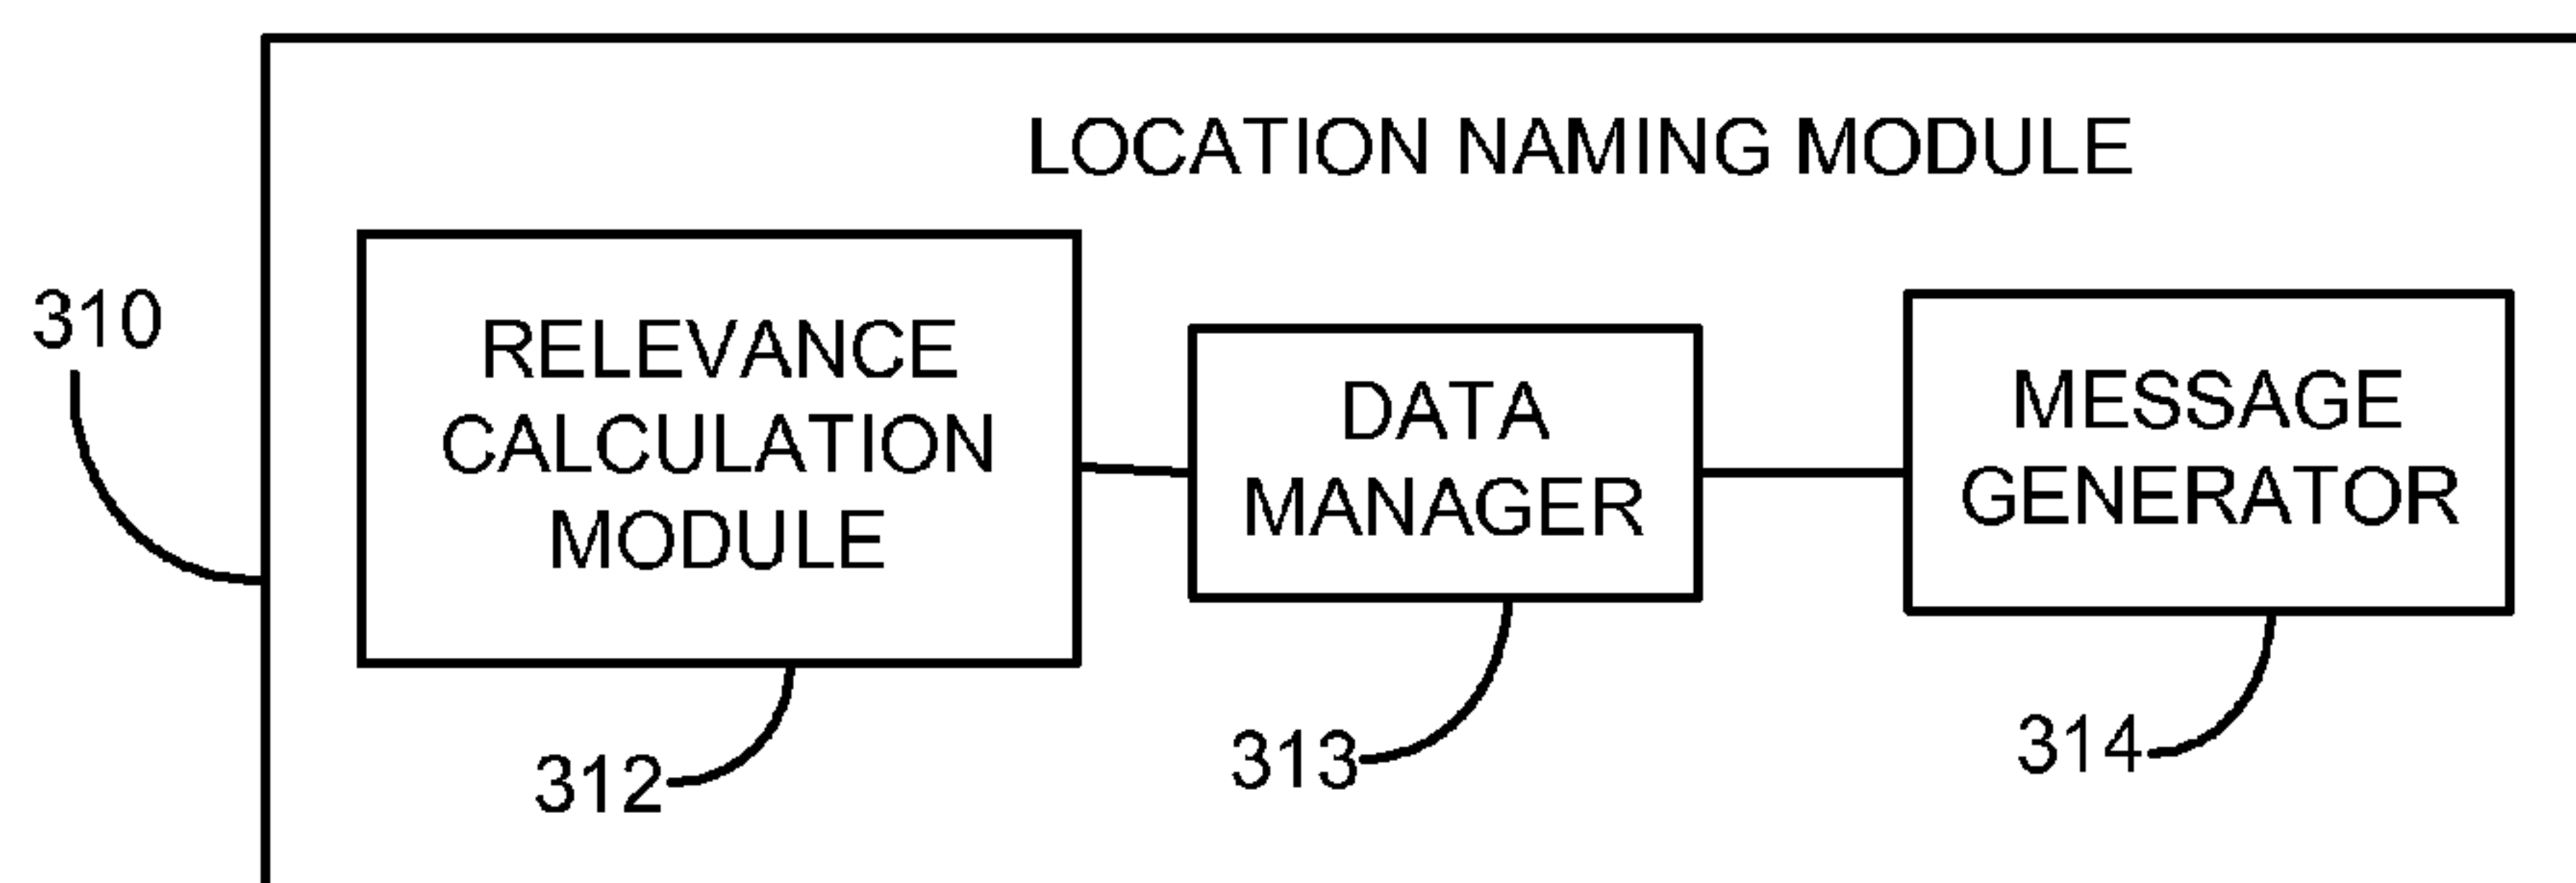 LOCATION NAMING MODULE
310
RELEVANCE
CALCULATION
MODULE
DATA
MANAGER
MESSAGE
GENERATOR
312
313
314